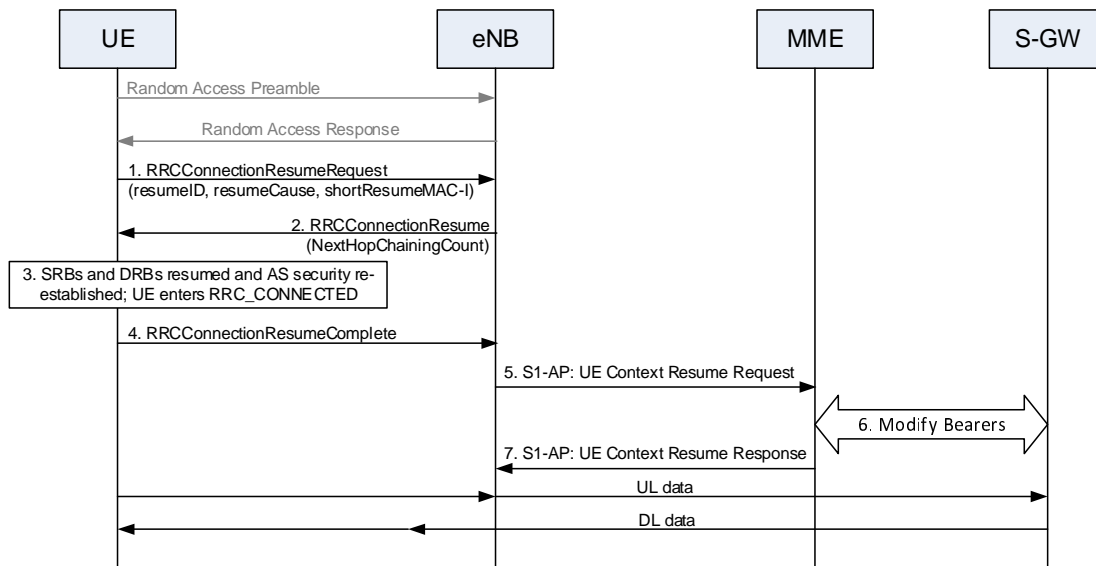 UE
eNB
MME
S-GW
Random Access Preamble
Random Access Response
1. RRCConnectionResumeRequest
(resumeID, resumeCause, shortResumeMAC-I)
2. RRCConnectionResume
(NextHopChainingCount)
3. SRBs and DRBs resumed and AS security re-
established; UE enters RRC_CONNECTED
4. RRCConnectionResumeComplete
5. S1-AP: UE Context Resume Request
6. Modify Bearers
7. S1-AP: UE Context Resume Response
UL data
DL data